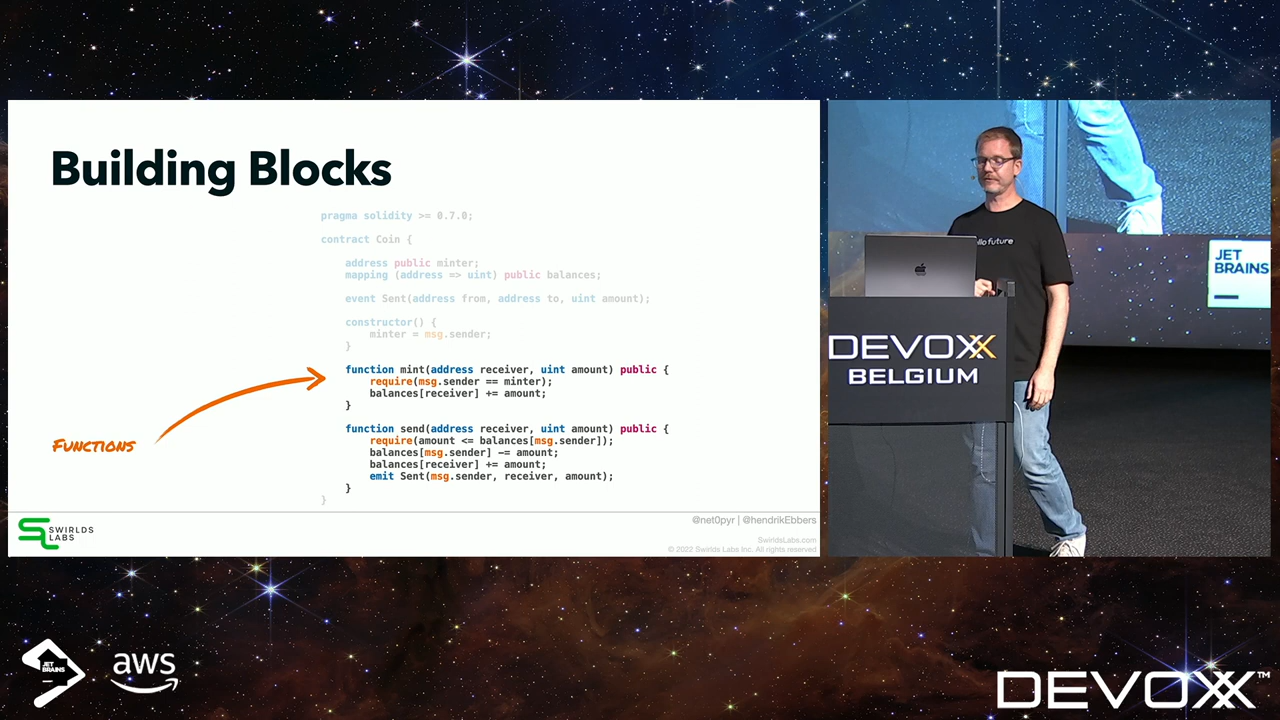 Building Blocks
pragma solidity >= 0.7.0;
contract Coin {
address public minter;
mapping (address => uint) public balances;
event Sent(address from, address to, uint amount);
constructor() {
minter = msg.sender;
}
function mint(address receiver, uint amount) public {
require(msg.sender == minter);
balances[receiver] += amount;
}
function send(address receiver, uint amount) public {
require(amount <= balances[msg.sender]);
balances[msg.sender] -= amount;
balances[receiver] += amount;
emit Sent(msg.sender, receiver, amount);
}
}
Functions
SWIRLDS
LABS
@net0pyr | @hendrikEbbers
SwirldsLabs.com
© 2022 Swirlds Labs Inc. All rights reserved
future
JET
BRAINS
DEVOXX
BELGIUM
JET
BRAINS
aws
DEVOXX™